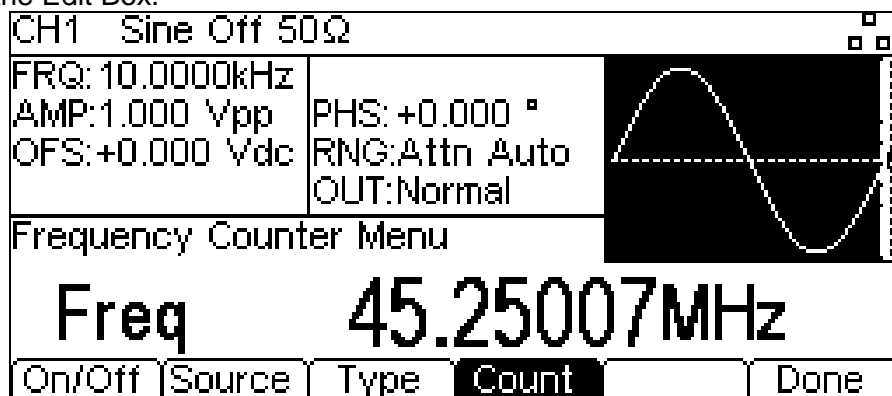 Edit Box.
CH1 Sine Off 50Ω
FRQ:10.0000kHz
AMP:1.000 Vpp
OFS:+0.000 Vdc
PHS:+0.000 °
RNG:Attn Auto
OUT:Normal
Frequency Counter Menu
Freq 45.25007MHz
On/Off Source Type Count Done